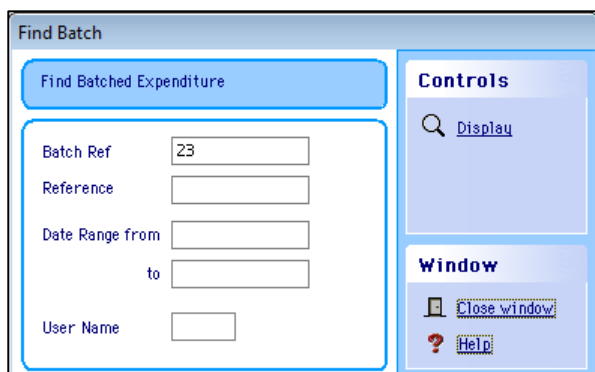 Find Batch
Find Batched Expenditure
Batch Ref 23
Reference
Date Range from
to
User Name
Controls
Display
Window
Close window
Help